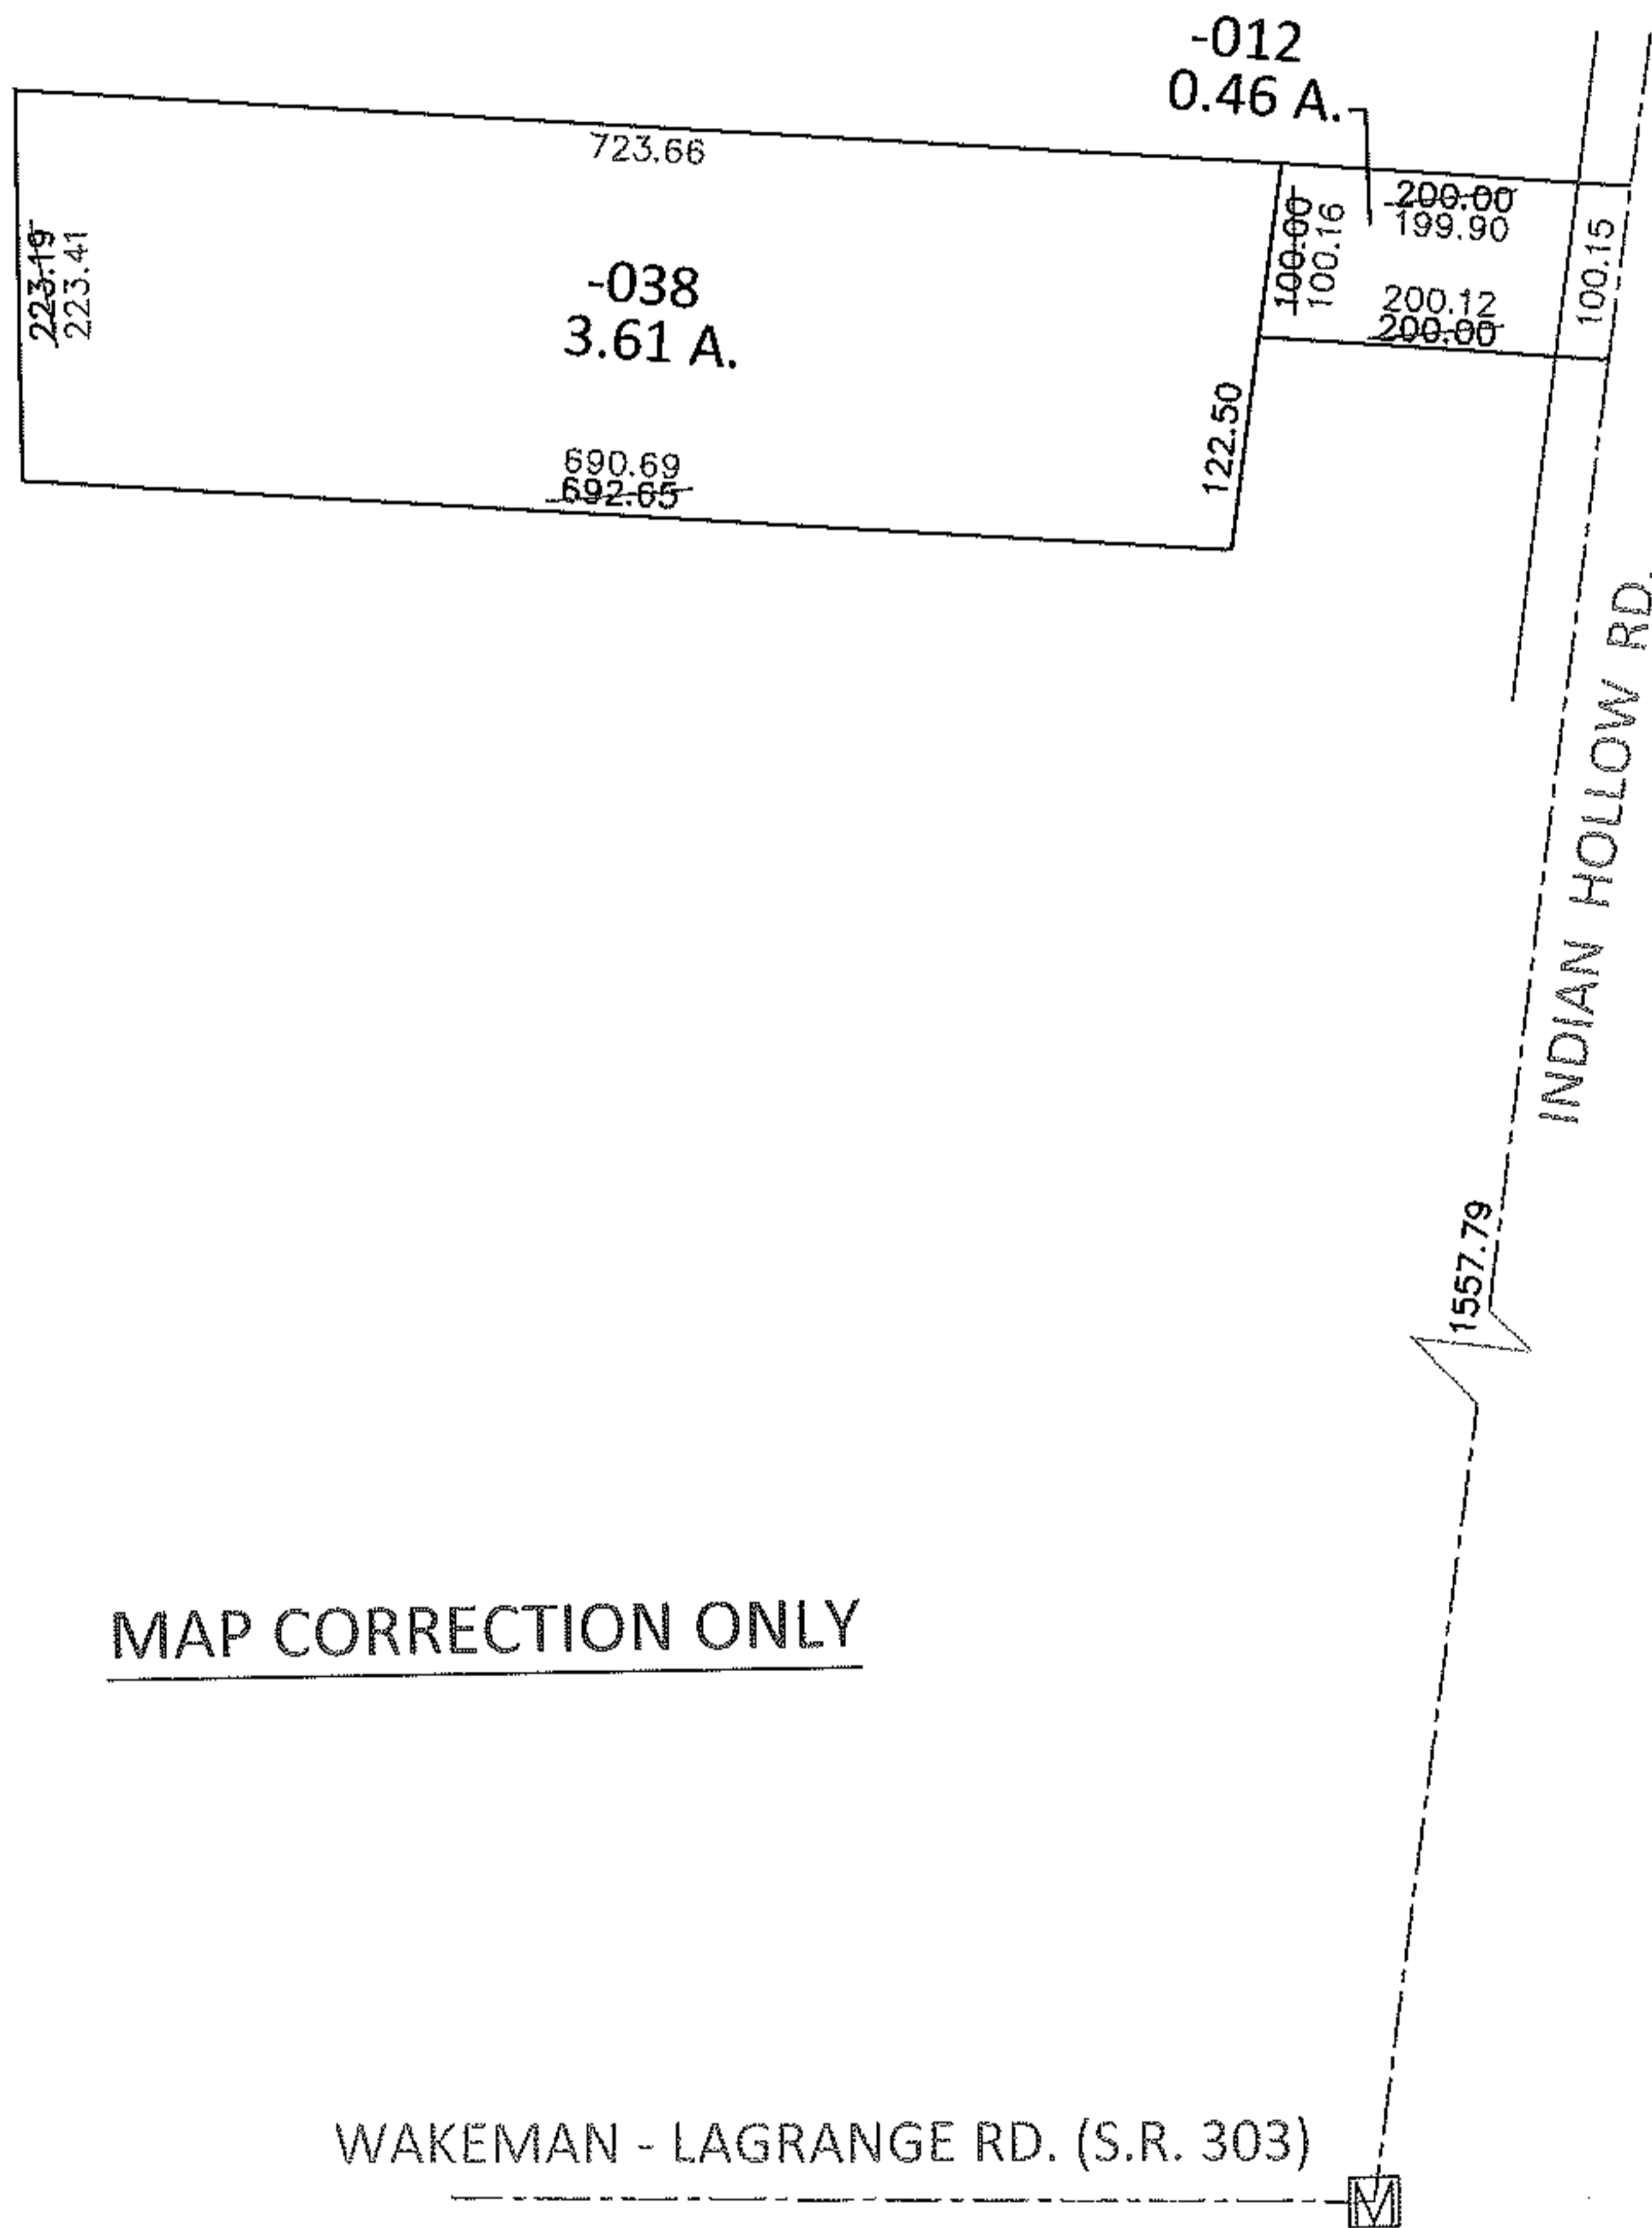 -012
0.46 A.
723.66
200.00
199.90
100.00
100.16
100.15
223.19
223.41
-038
3.61 A.
200.12
200.00
122.50
690.69
692.65
INDIAN HOLLOW RD.
1557.79
MAP CORRECTION ONLY
WAKEMAN - LAGRANGE RD. (S.R. 303)
M